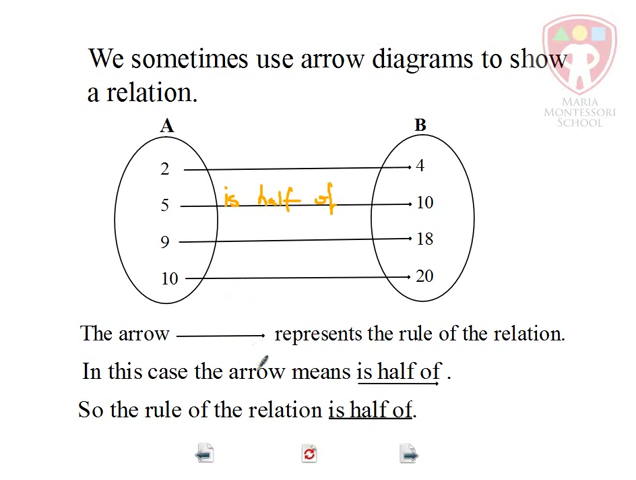 We sometimes use arrow diagrams to show
a relation.
MARIA
MONTESSORI
SCHOOL
A B
2 4
is half of
5 10
9 18
10 20
The arrow represents the rule of the relation.
In this case the arrow means is half of .
So the rule of the relation is half of.